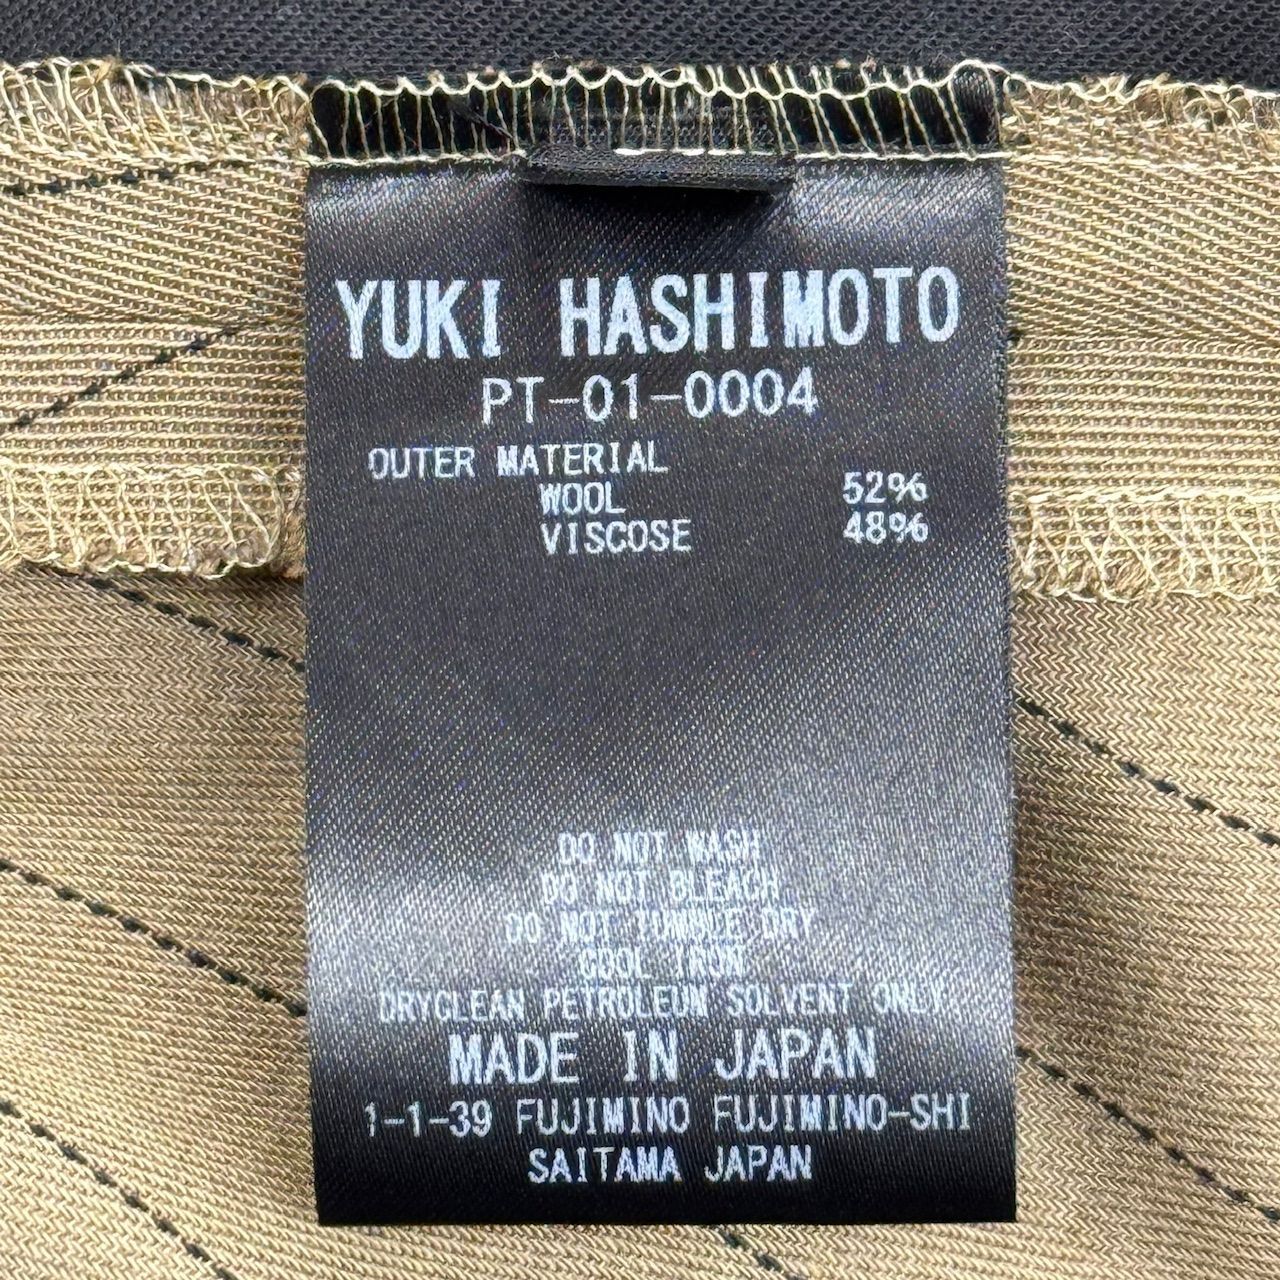 YUKI HASHIMOTO
PT-01-0004
OUTER MATERIAL
WOOL 52%
VISCOSE 48%
DO NOT WASH
DO NOT BLEACH
DO NOT TUMBLE DRY
COOL IRON
DRYCLEAN PETROLEUM SOLVENT ONLY
MADE IN JAPAN
1-1-39 FUJIMINO FUJIMINO-SHI
SAITAMA JAPAN